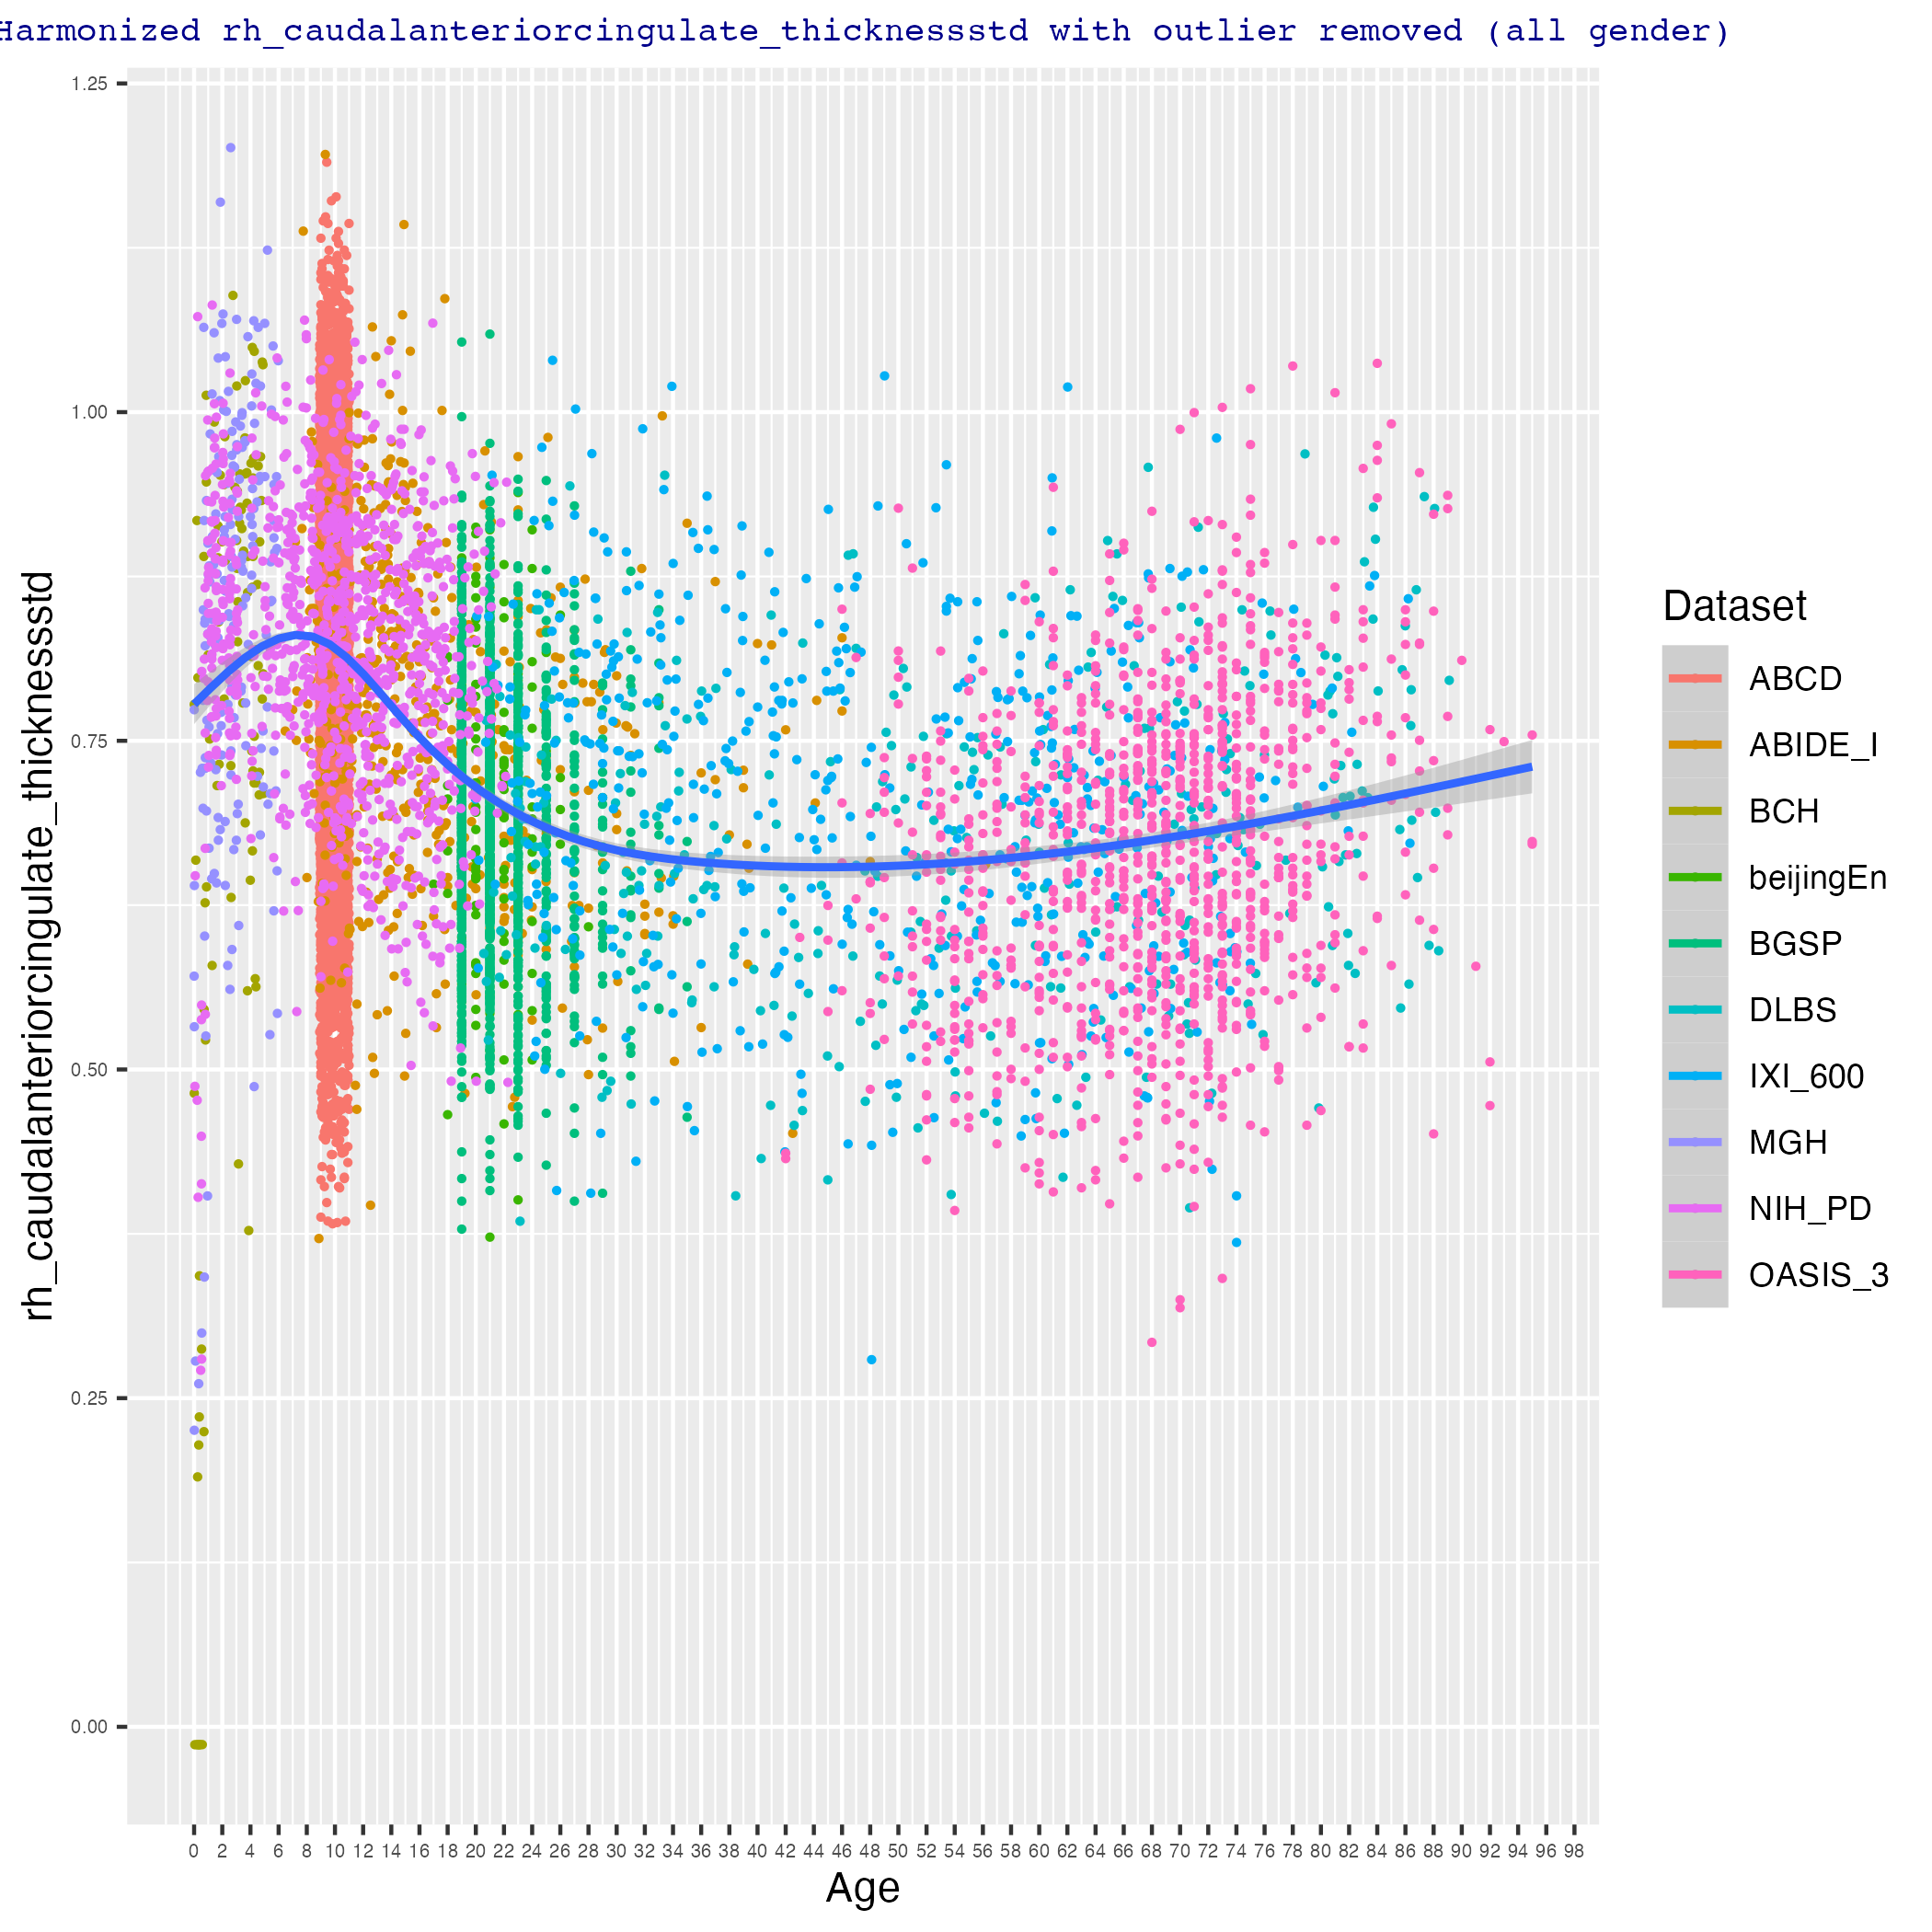 Harmonized rh_caudalanteriorcingulate_thicknessstd with outlier removed (all gender)
rh_caudalanteriorcingulate_thicknessstd
1.25
1.00
0.75
0.50
0.25
0.00
0 2 4 6 8 10 12 14 16 18 20 22 24 26 28 30 32 34 36 38 40 42 44 46 48 50 52 54 56 58 60 62 64 66 68 70 72 74 76 78 80 82 84 86 88 90 92 94 96 98
Age
Dataset
ABCD
ABIDE_I
BCH
beijingEn
BGSP
DLBS
IXI_600
MGH
NIH_PD
OASIS_3